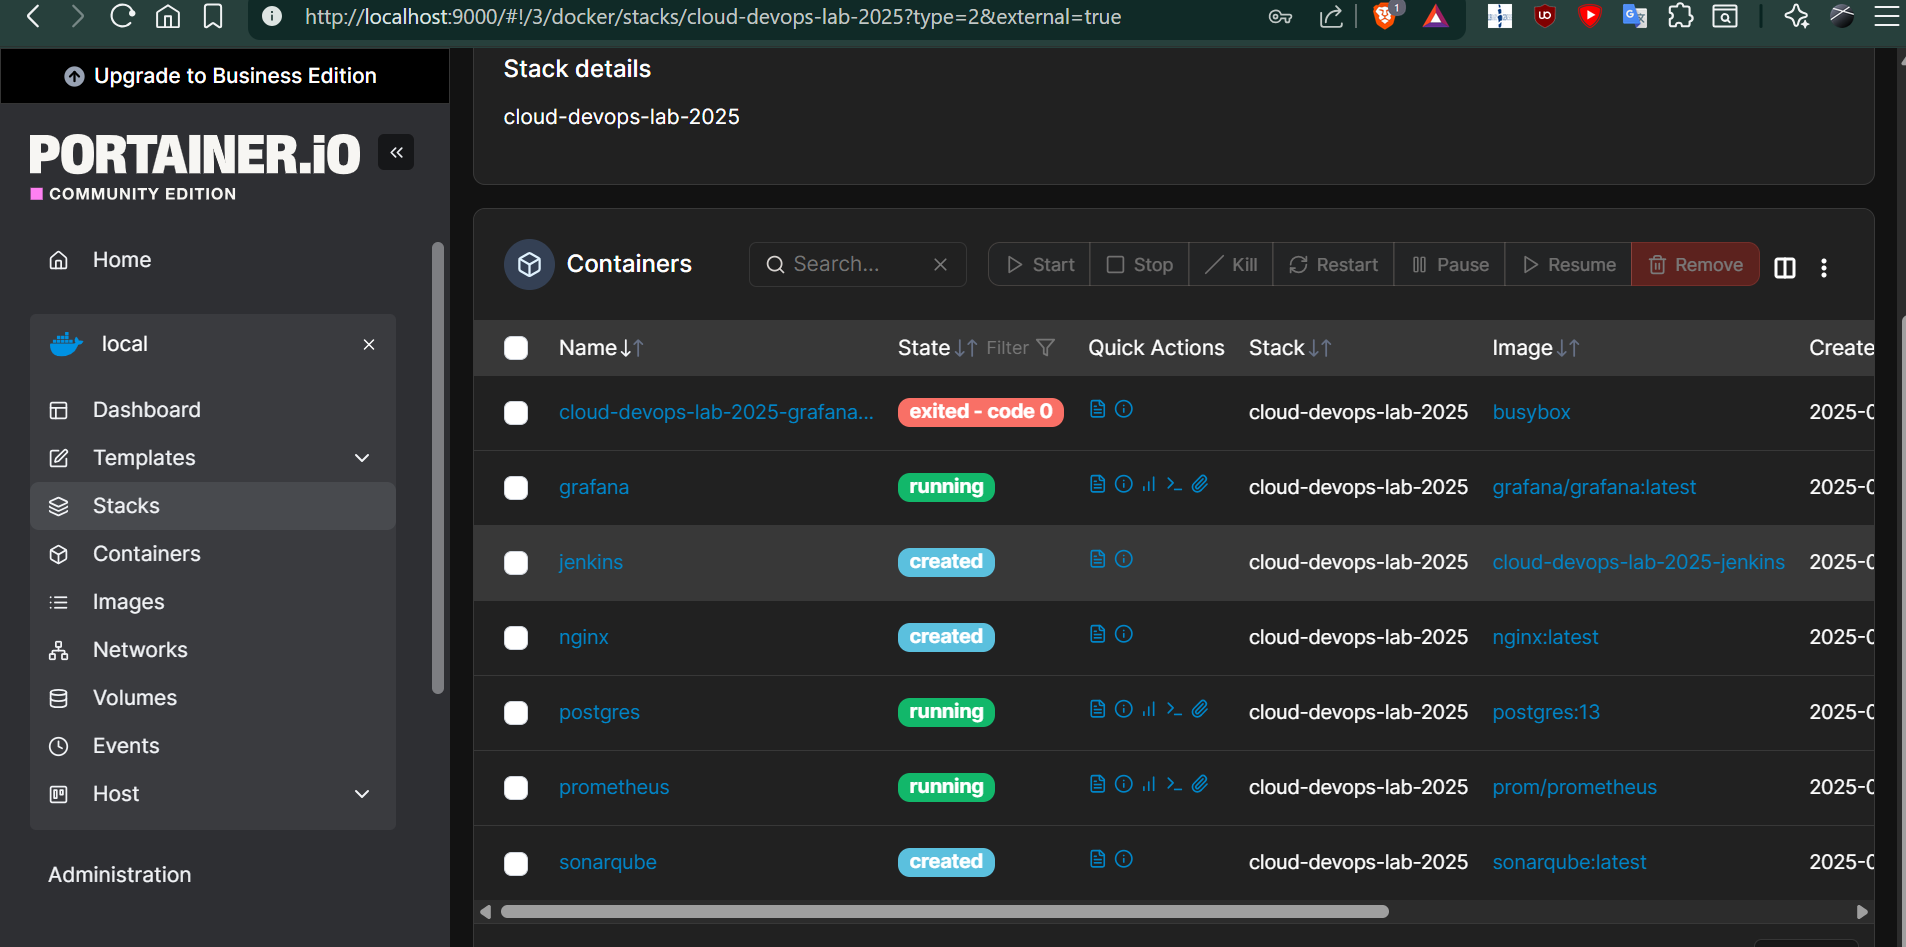 http://localhost:9000/#!/3/docker/stacks/cloud-devops-lab-2025?type=2&external=true
1
Upgrade to Business Edition
PORTAINER.iO
COMMUNITY EDITION
Home
local
Dashboard
Templates
Stacks
Containers
Images
Networks
Volumes
Events
Host
Administration
Stack details
cloud-devops-lab-2025
Containers
Search...
Start Stop Kill Restart Pause Resume Remove
Name State Filter Quick Actions Stack Image Create
cloud-devops-lab-2025-grafana... exited - code 0 cloud-devops-lab-2025 busybox 2025-0
grafana running cloud-devops-lab-2025 grafana/grafana:latest 2025-0
jenkins created cloud-devops-lab-2025 cloud-devops-lab-2025-jenkins 2025-0
nginx created cloud-devops-lab-2025 nginx:latest 2025-0
postgres running cloud-devops-lab-2025 postgres:13 2025-0
prometheus running cloud-devops-lab-2025 prom/prometheus 2025-0
sonarqube created cloud-devops-lab-2025 sonarqube:latest 2025-0